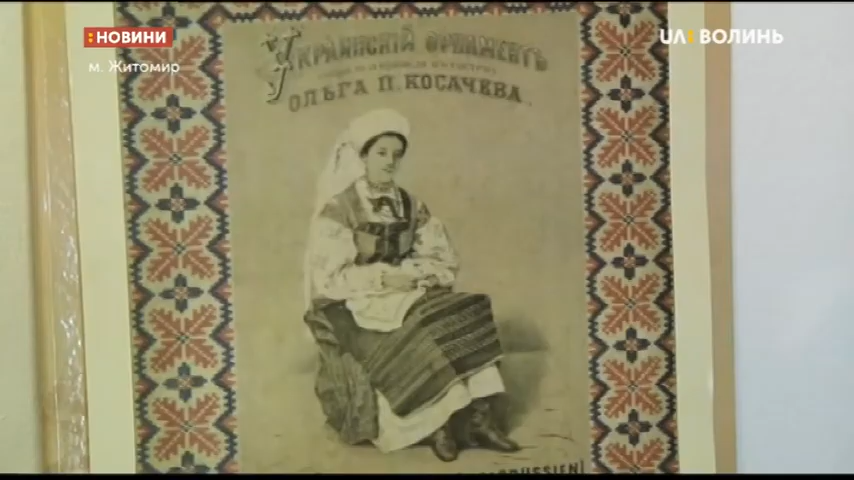 :НОВИНИ
м. Житомир
UA: ВОЛИНЬ
УКРАИНСКІЙ ОРНАМЕНТЪ
ОЛЬГА П. КОСАЧЕВА.